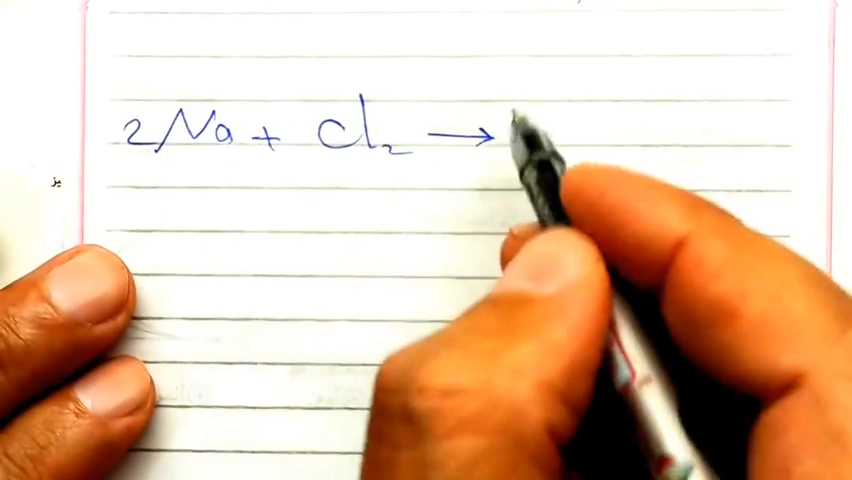 2Na + Cl₂ →